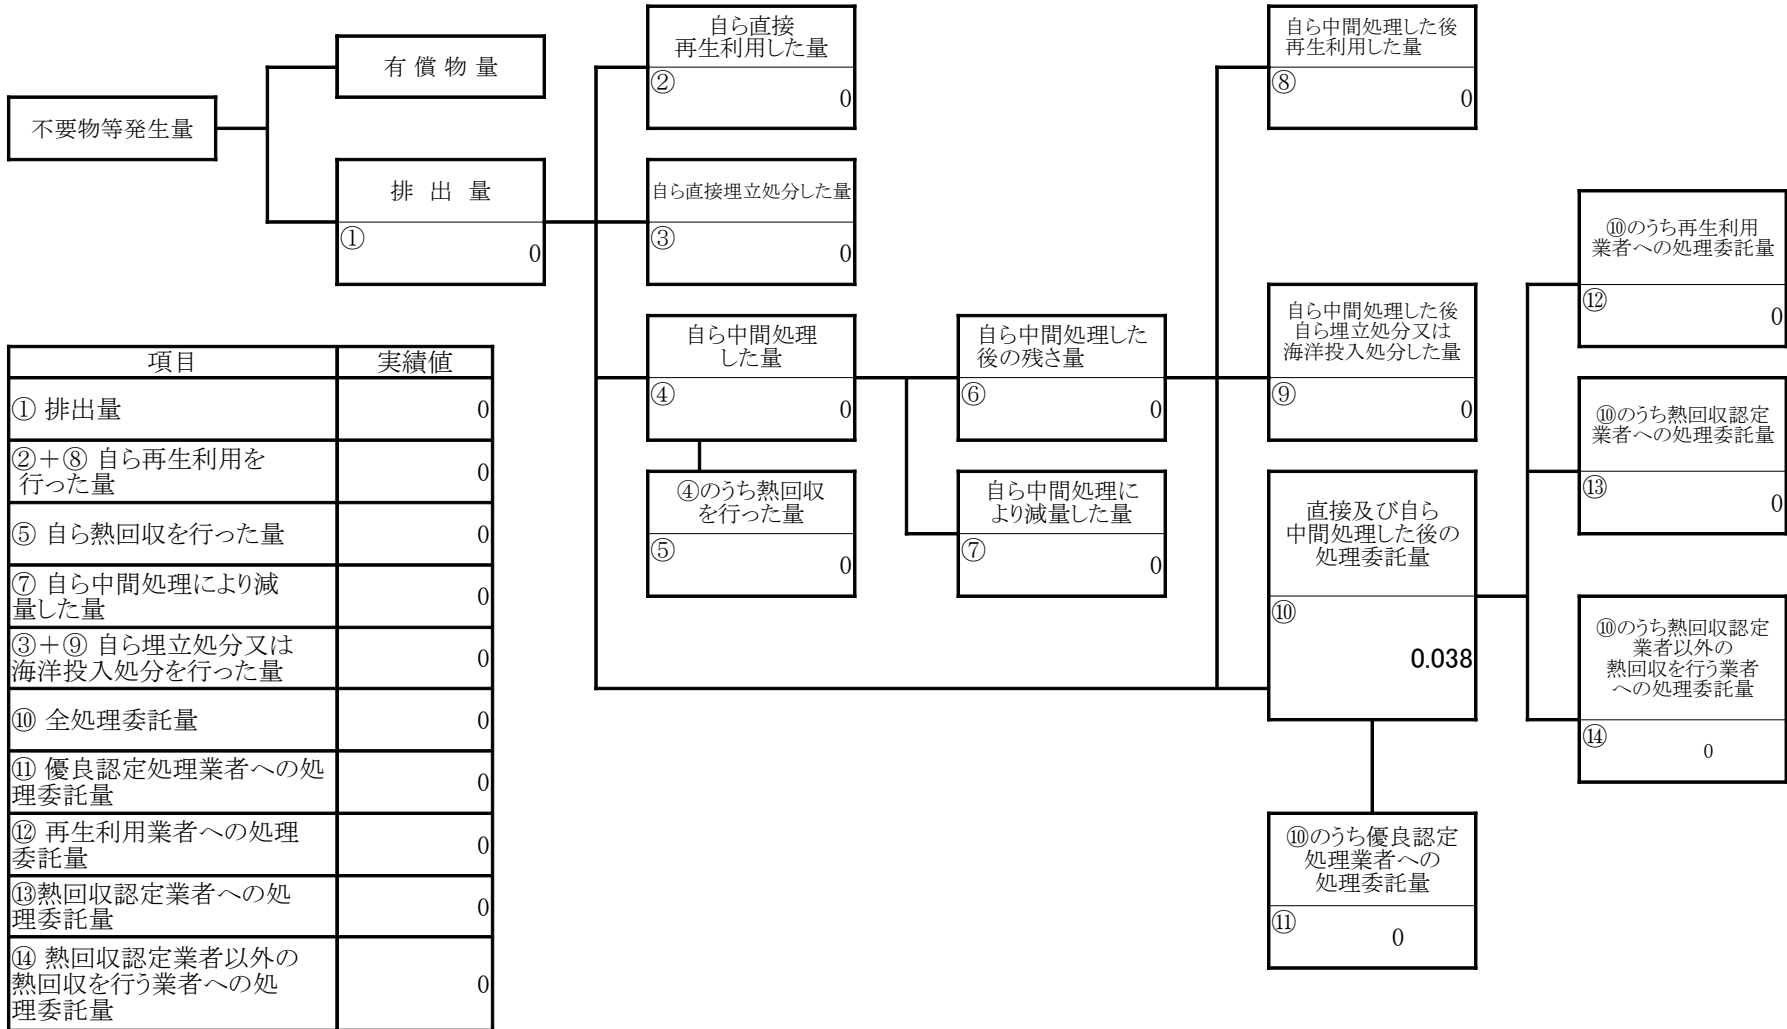 不要物等発生量
有 償 物 量
排 出 量
①
0
自ら直接
再生利用した量
②
0
自ら直接埋立処分した量
③
0
自ら中間処理
した量
④
0
④のうち熱回収
を行った量
⑤
0
自ら中間処理した
後の残さ量
⑥
0
自ら中間処理に
より減量した量
⑦
0
自ら中間処理した後
再生利用した量
⑧
0
自ら中間処理した後
自ら埋立処分又は
海洋投入処分した量
⑨
0
直接及び自ら
中間処理した後の
処理委託量
⑩
0.038
⑩のうち優良認定
処理業者への
処理委託量
⑪
0
⑩のうち再生利用
業者への処理委託量
⑫
0
⑩のうち熱回収認定
業者への処理委託量
⑬
0
⑩のうち熱回収認定
業者以外の
熱回収を行う業者
への処理委託量
⑭
0
項目 実績値
① 排出量 0
②+⑧ 自ら再生利用を
行った量 0
⑤ 自ら熱回収を行った量 0
⑦ 自ら中間処理により減
量した量 0
③+⑨ 自ら埋立処分又は
海洋投入処分を行った量 0
⑩ 全処理委託量 0
⑪ 優良認定処理業者への処
理委託量 0
⑫ 再生利用業者への処理
委託量 0
⑬熱回収認定業者への処
理委託量 0
⑭ 熱回収認定業者以外の
熱回収を行う業者への処
理委託量 0